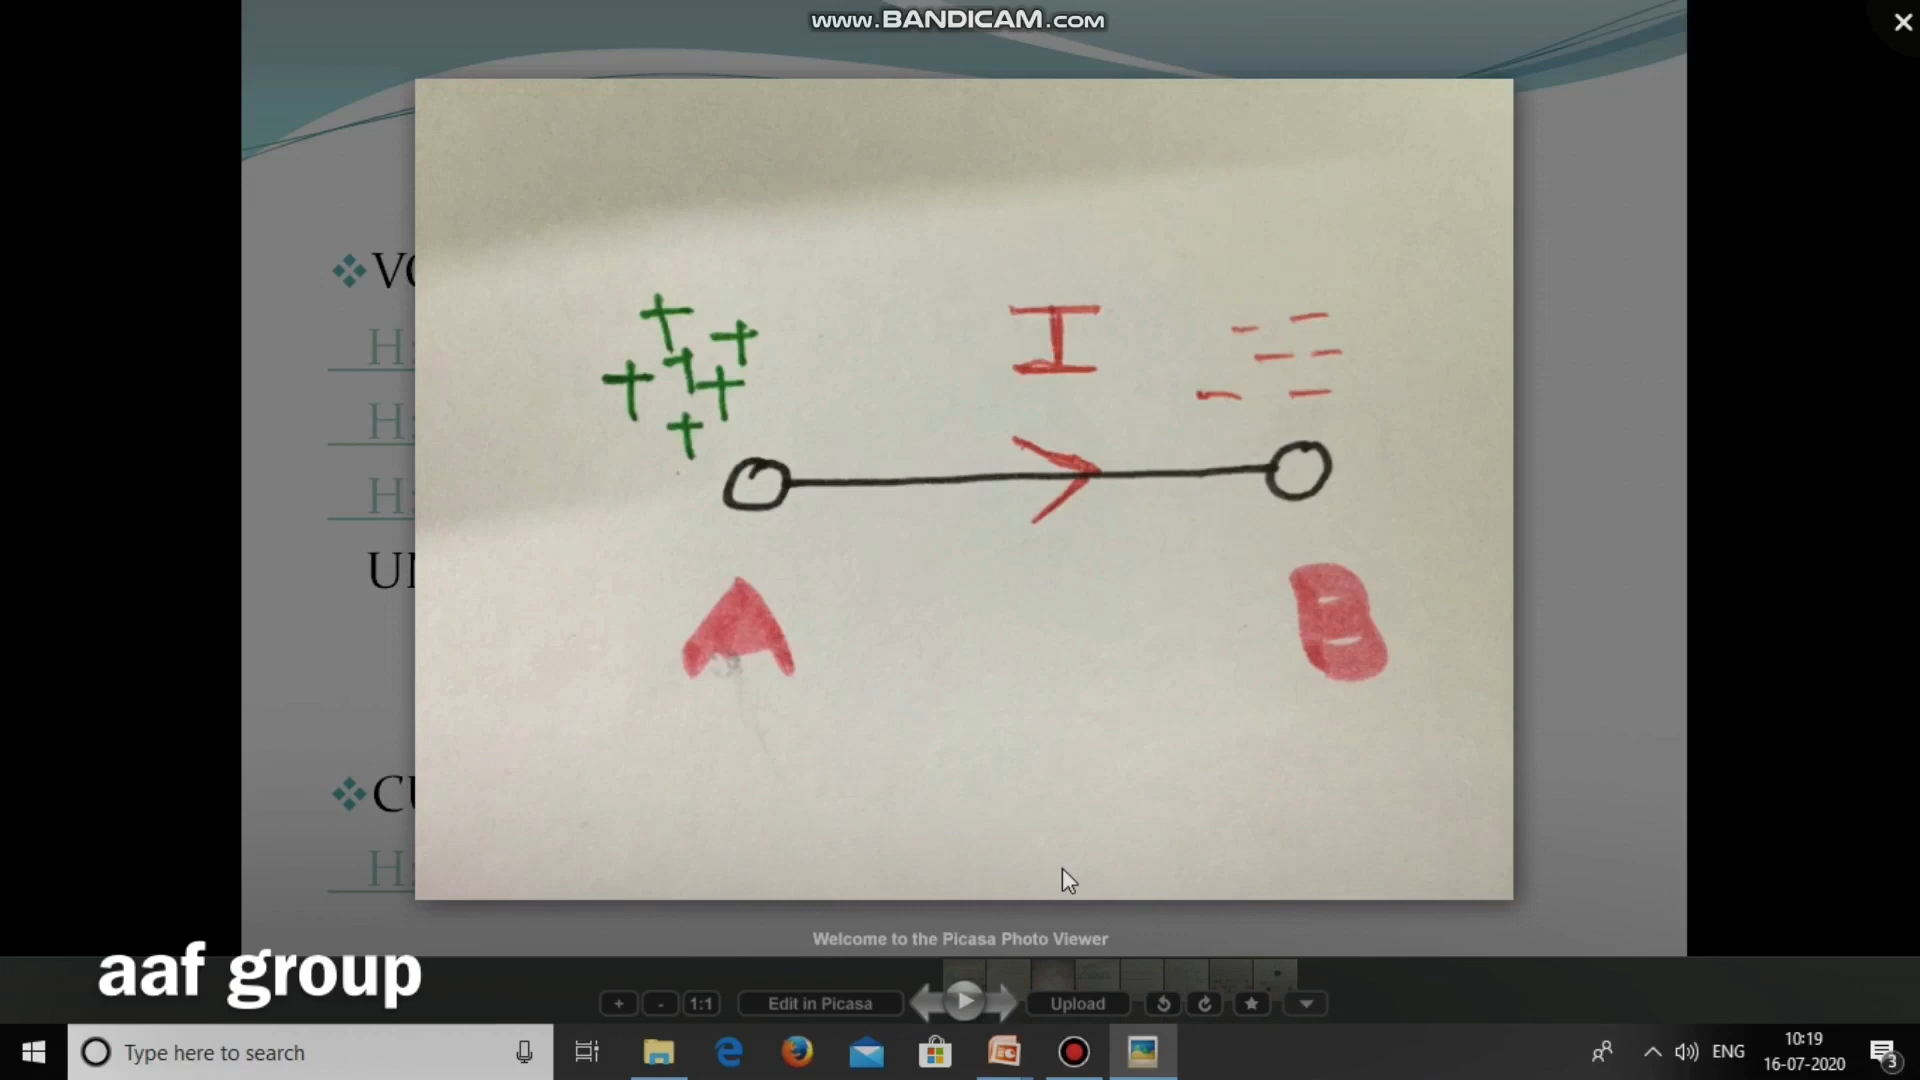 www.BANDICAM.com
I
A
B
Welcome to the Picasa Photo Viewer
aaf group
1:1
Edit in Picasa
Upload
Type here to search
ENG
10:19
16-07-2020
3